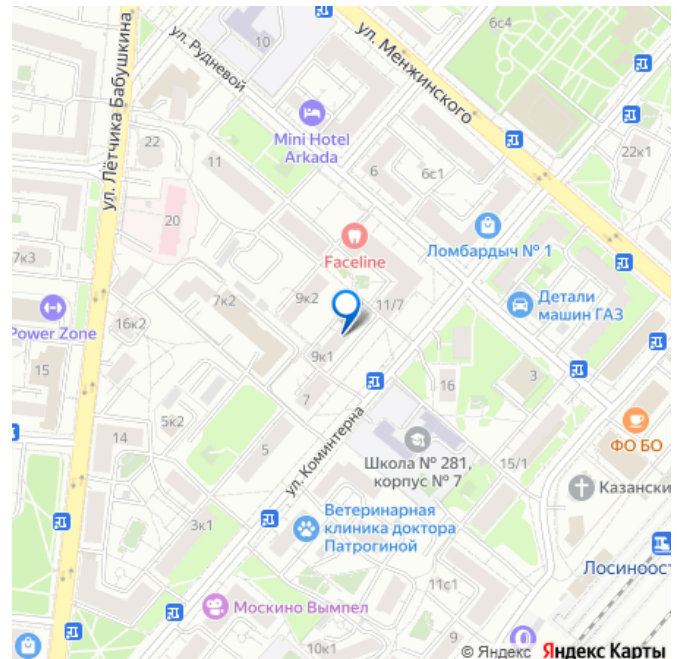 ул. Лётчика Бабушкина
ул. Рудневой
10
ул. Менжинского
6с4
Mini Hotel
Arkada
22
11
6
6с1
22к1
20
Faceline
Ломбардыч № 1
7к3
7к2
9к2
11/7
Детали
машин ГАЗ
Power Zone
16к2
15
9к1
7
16
3
5к2
ФО БО
14
5
ул. Коминтерна
Школа № 281,
корпус № 7
15/1
Казански
3к1
Ветеринарная
клиника доктора
Патрогиной
Лосиноост
11с1
Москино Вымпел
10к1
9
© Яндекс Яндекс Карты